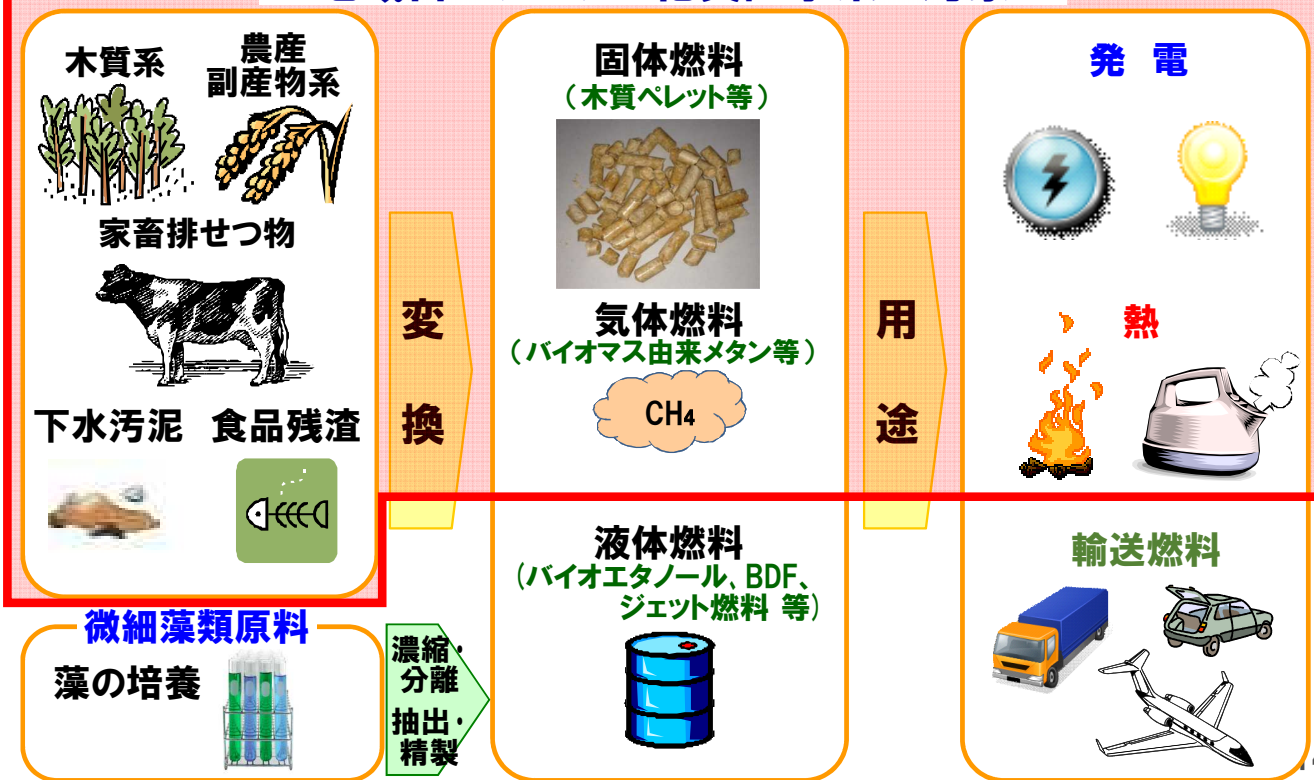 木質系
農産
副産物系
家畜排せつ物
下水汚泥
食品残渣
変
換
固体燃料
（木質ペレット等）
気体燃料
（バイオマス由来メタン等）
CH4
用
途
発 電
熱
微細藻類原料
藻の培養
濃縮・
分離
抽出・
精製
液体燃料
(バイオエタノール、BDF、
ジェット燃料 等)
輸送燃料